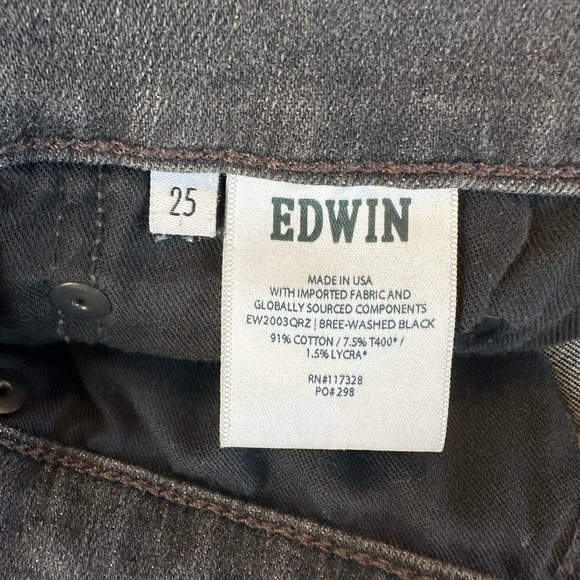 25
EDWIN
MADE IN USA
WITH IMPORTED FABRIC AND
GLOBALLY SOURCED COMPONENTS
EW2003QRZ | BREE-WASHED BLACK
91% COTTON / 7.5% T400* /
1.5% LYCRA*
RN#117328
PO#298